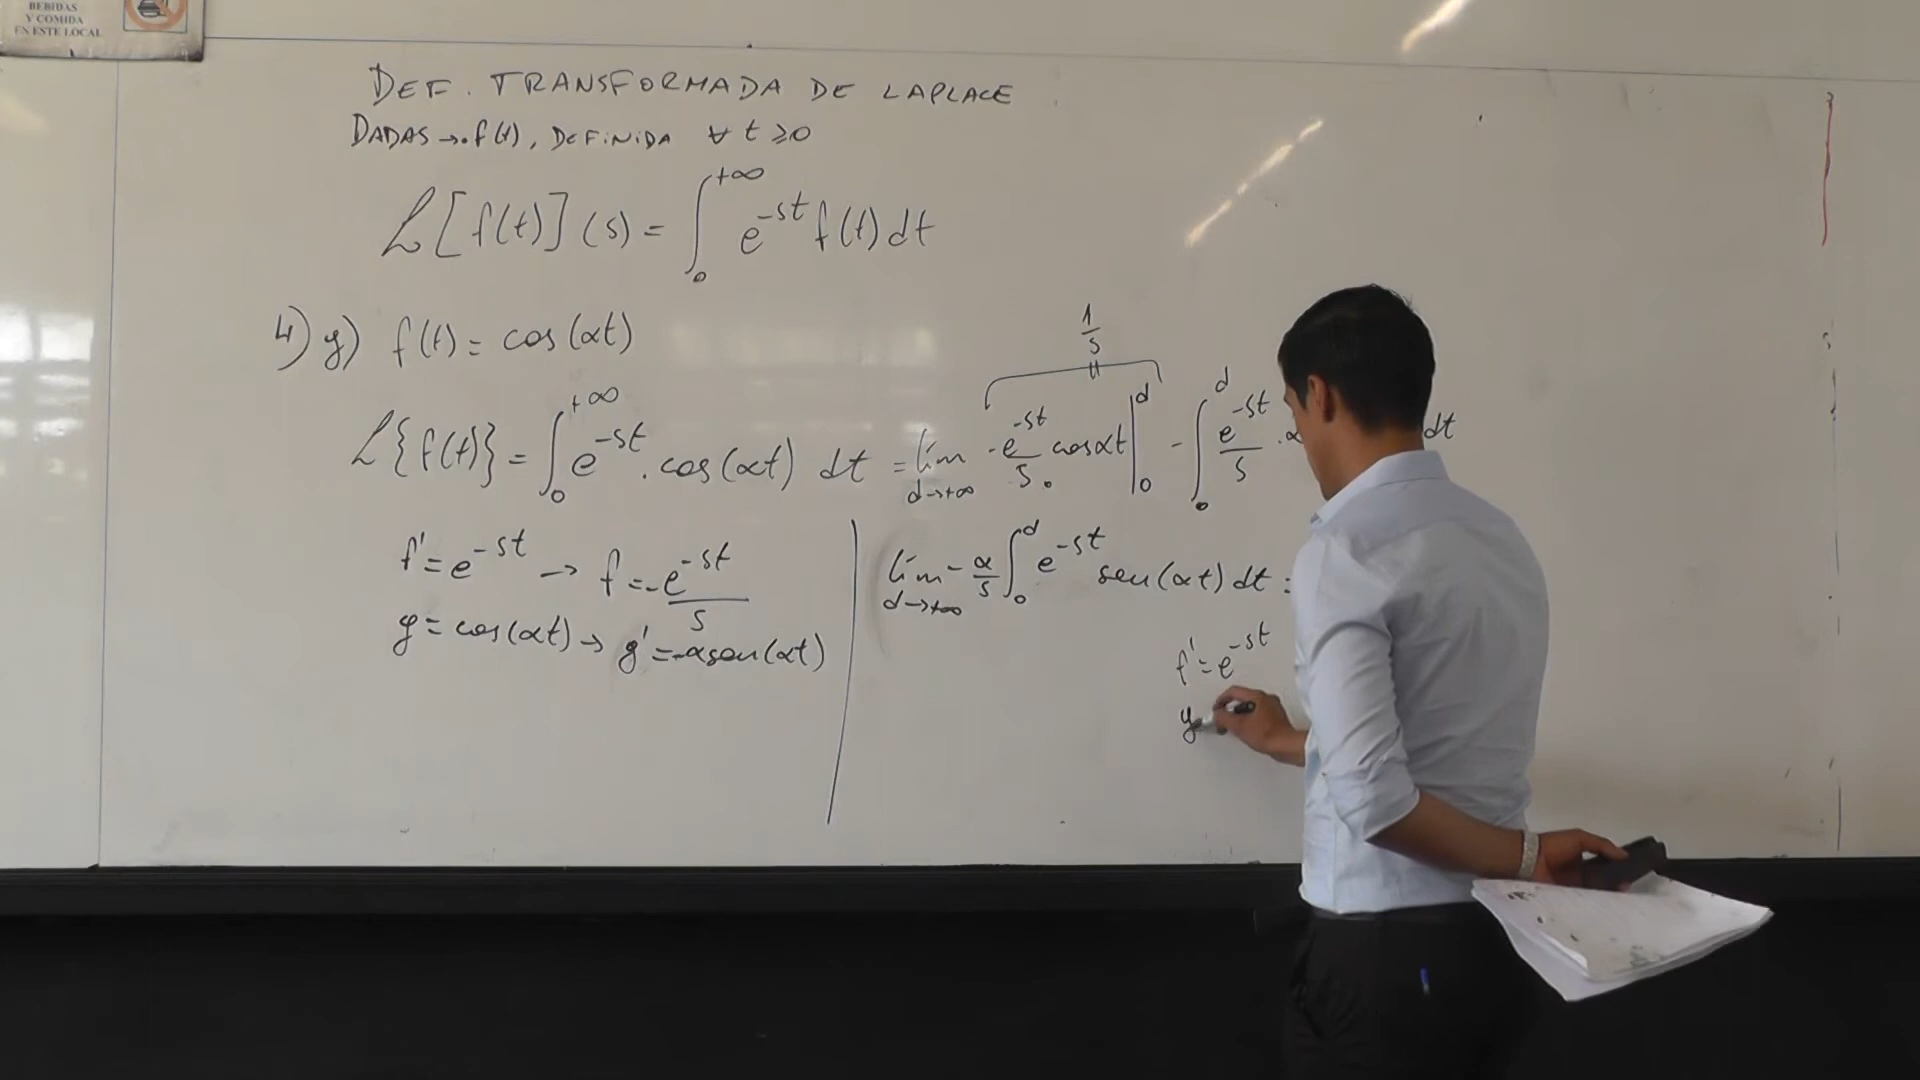 BEBIDAS
Y COMIDA
EN ESTE LOCAL
DEF. TRANSFORMADA DE LAPLACE
DADAS →. f(t), DEFINIDA ∀ t ≥0
ℒ[f(t)](s) = ∫₀^{+∞} e^{-st} f(t) dt
4) g) f(t) = cos(αt)
1/s
ℒ{f(t)} = ∫₀^{+∞} e^{-st} . cos(αt) dt = lím_{d→+∞} -e^{-st}/s . cosαt |₀^d - ∫₀^d e^{-st}/s . α dt
f' = e^{-st} → f = -e^{-st}/s
g = cos(αt) → g' = -αsen(αt)
lím_{d→+∞} - α/s ∫₀^d e^{-st} sen(αt) dt =
f' = e^{-st}
g